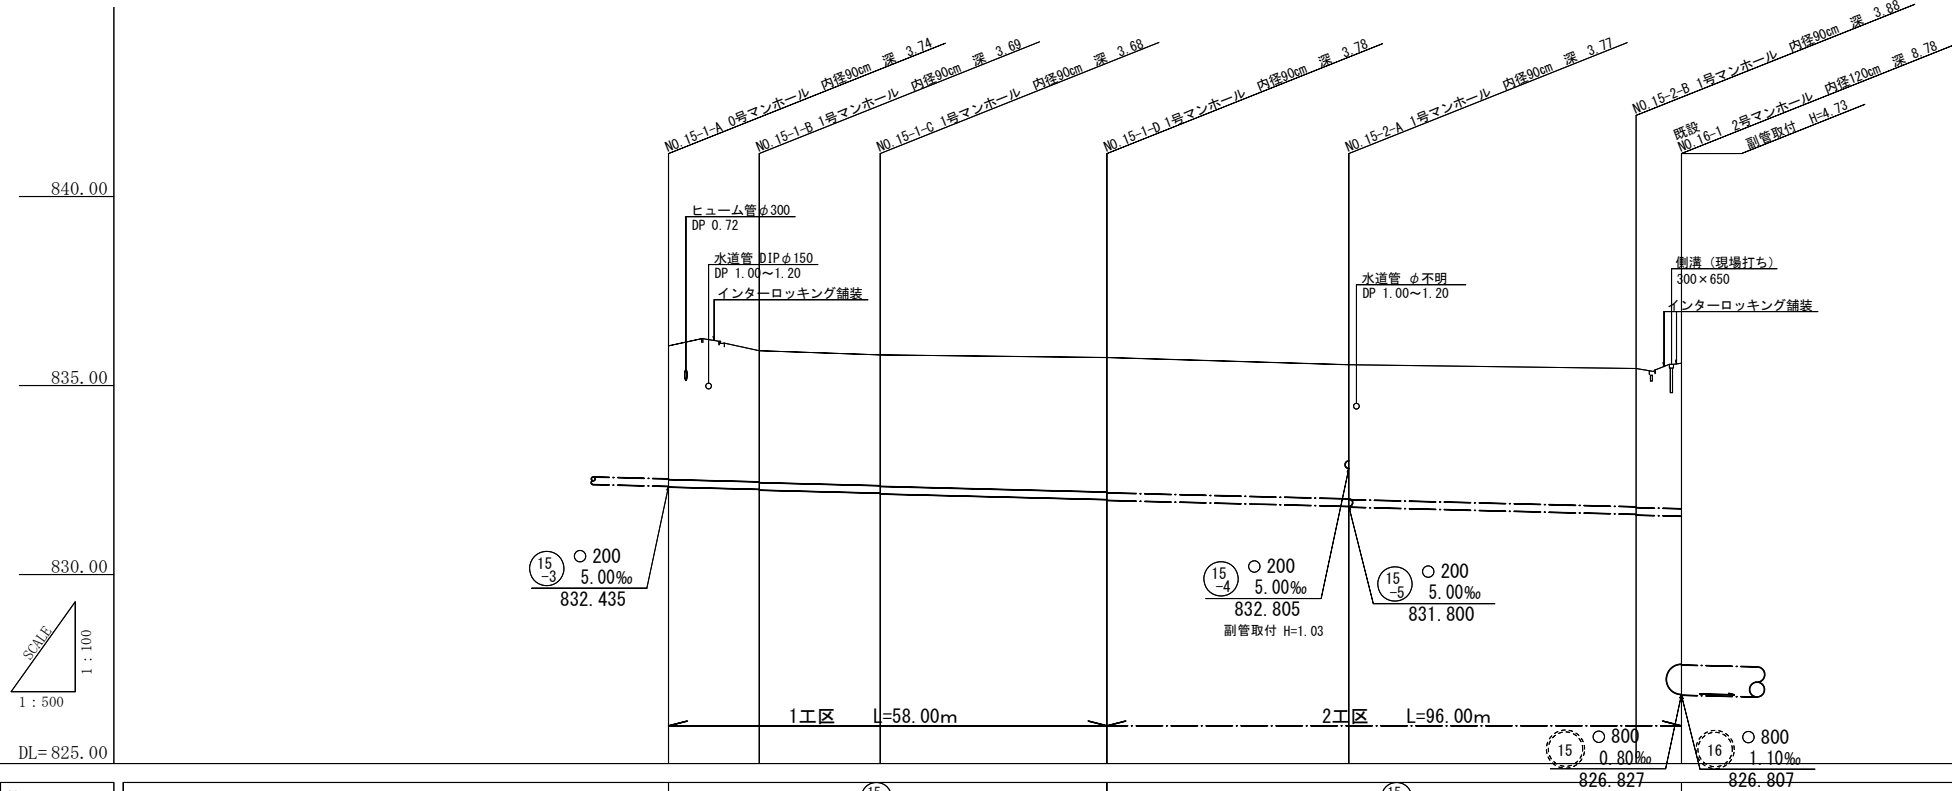 NO.15-1-A 0号マンホール 内径90cm 深 3.74
NO.15-1-B 1号マンホール 内径90cm 深 3.69
NO.15-1-C 1号マンホール 内径90cm 深 3.68
NO.15-1-D 1号マンホール 内径90cm 深 3.78
NO.15-2-A 1号マンホール 内径90cm 深 3.77
NO.15-2-B 1号マンホール 内径90cm 深 3.88
既設
NO.16-1 2号マンホール 内径120cm 深 8.78
副管取付 H=4.73
840.00
ヒューム管φ300
DP 0.72
水道管 DIPφ150
DP 1.00～1.20
インターロッキング舗装
水道管 φ不明
DP 1.00～1.20
側溝（現場打ち）
300×650
インターロッキング舗装
835.00
830.00
15
-3
200
5.00‰
832.435
15
-4
200
5.00‰
832.805
副管取付 H=1.03
15
-5
200
5.00‰
831.800
SCALE
1：100
1：500
1工区 L=58.00m
2工区 L=96.00m
DL=825.00
15
800
0.80‰
826.827
16
800
1.10‰
826.807
15
15